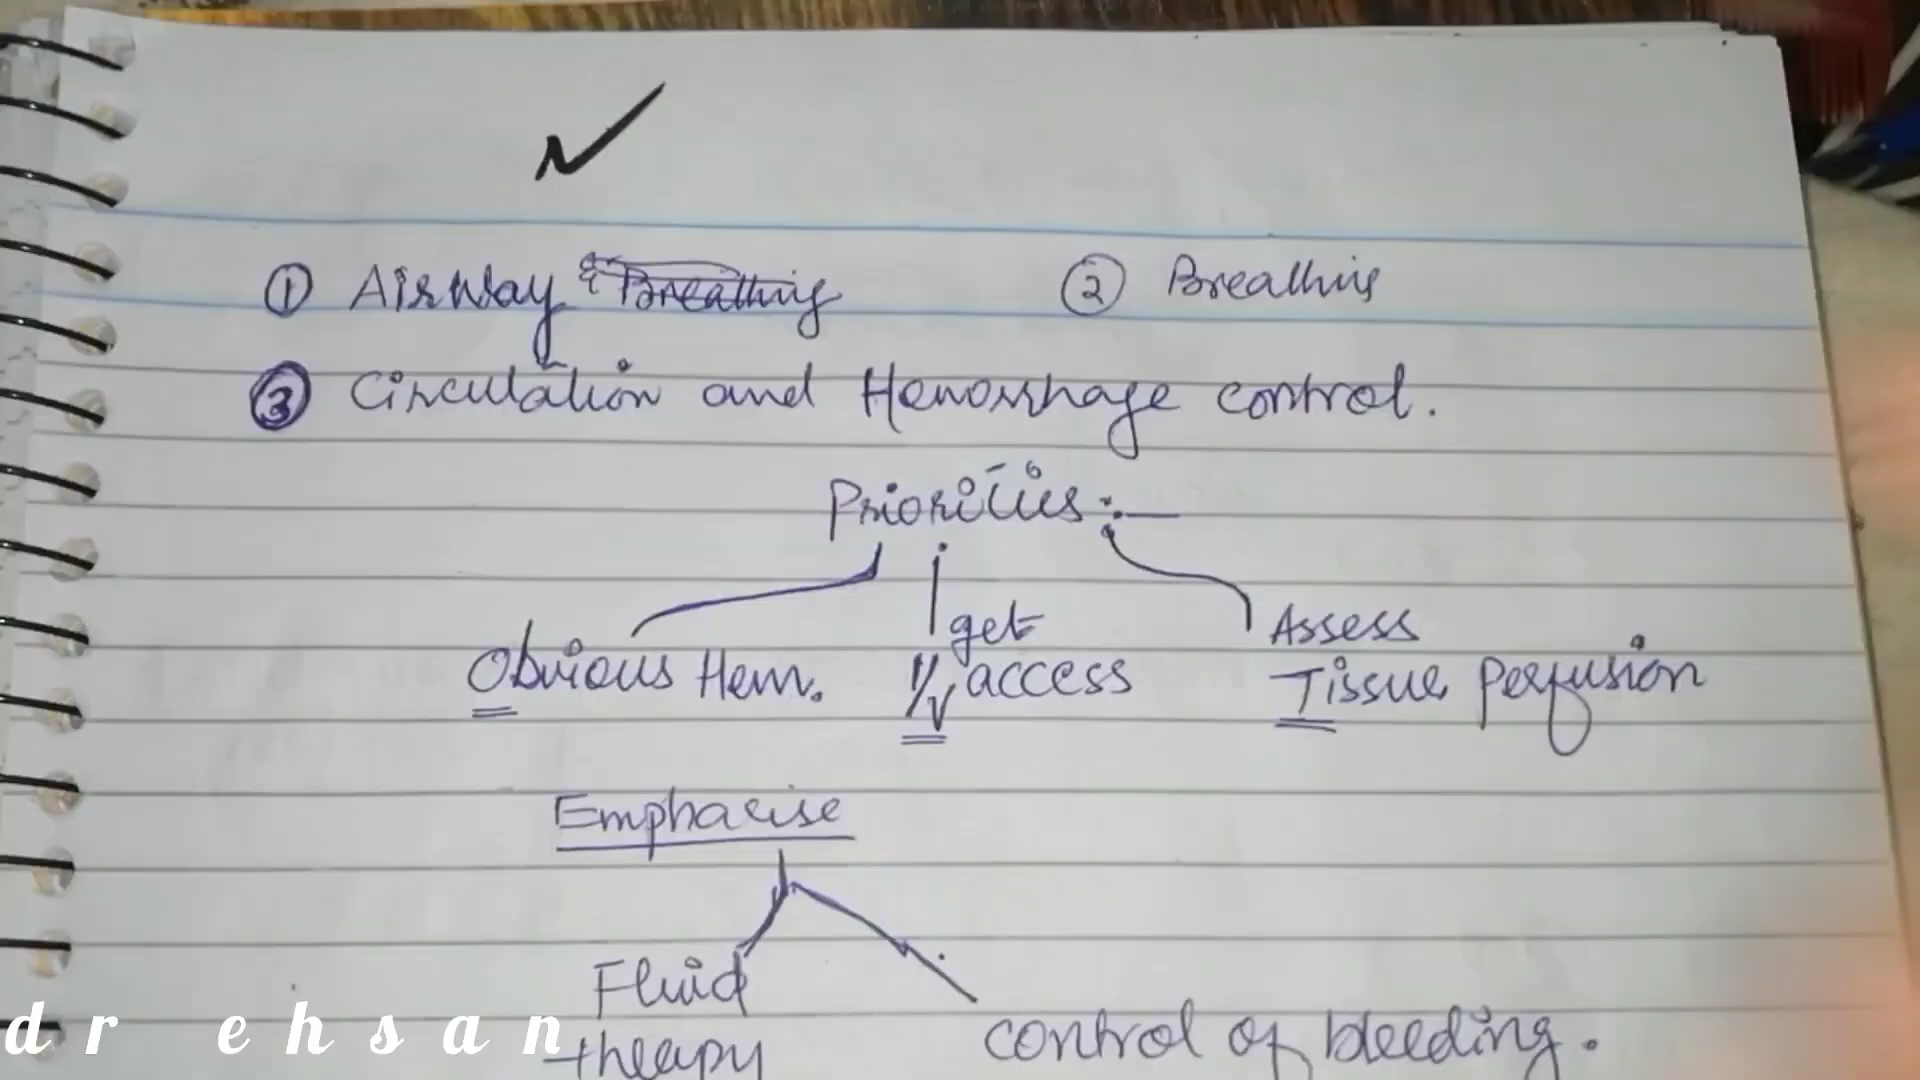 ① Airway & Breathing ② Breathing
③ Circulation and Hemorrhage control.
Priorities :—
Obvious Hem. get I/V access Assess Tissue Perfusion
Emphasise
Fluid therapy
control of bleeding.
dr ehsan